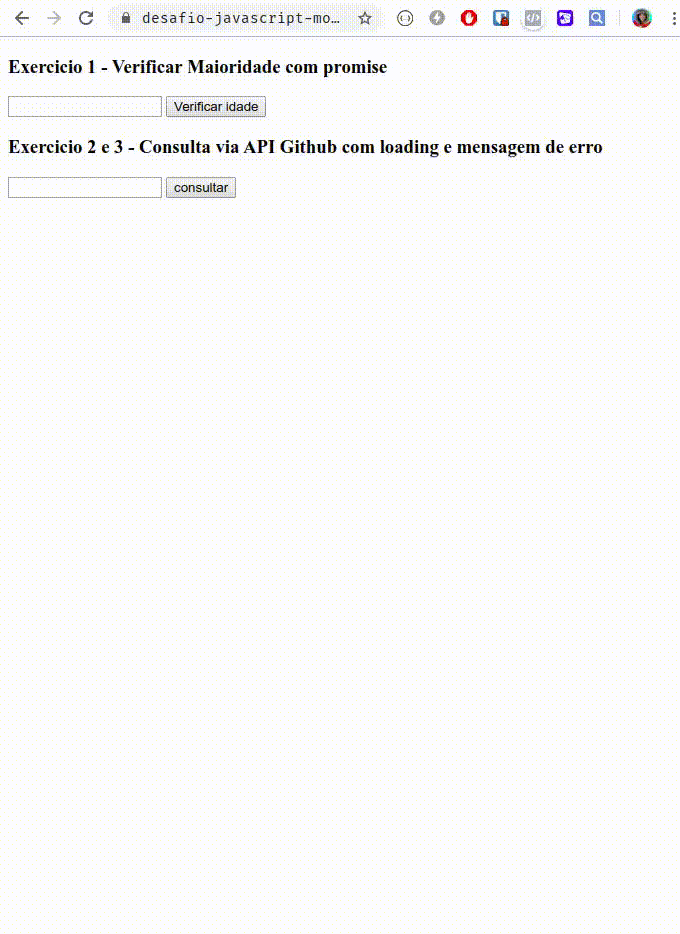 desafio-javascript-mo...
Exercicio 1 - Verificar Maioridade com promise
Verificar idade
Exercicio 2 e 3 - Consulta via API Github com loading e mensagem de erro
consultar